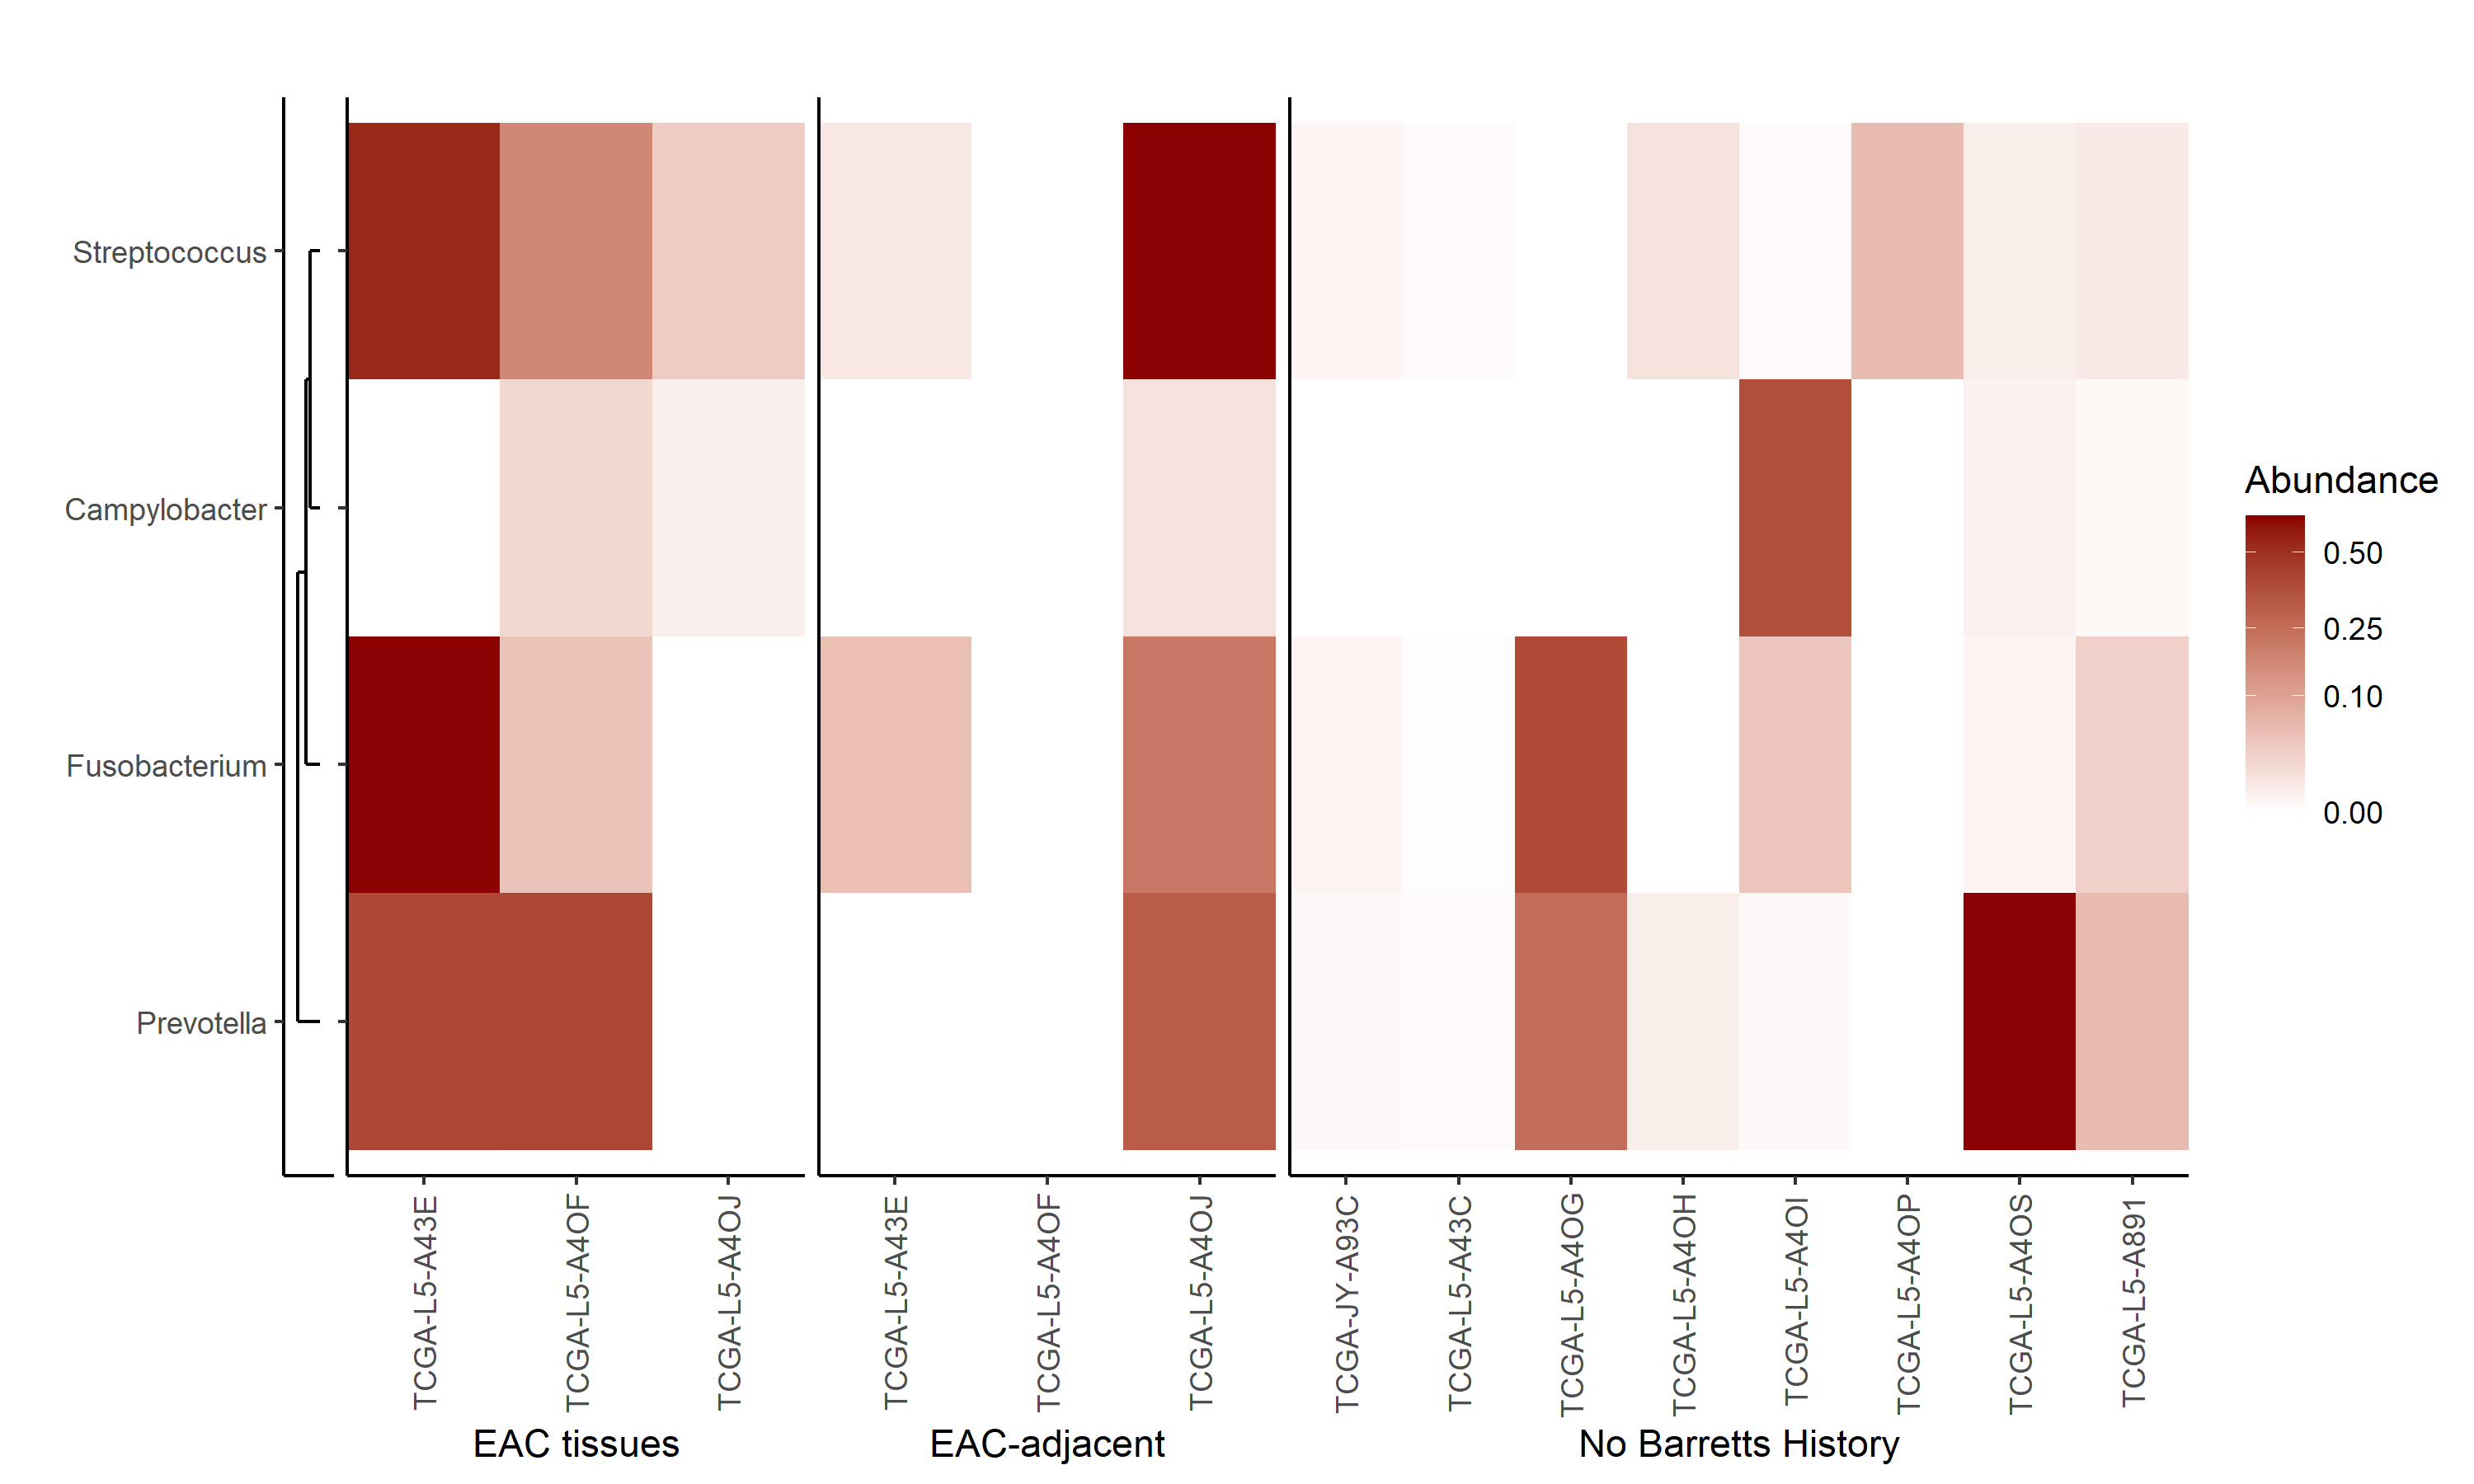 Streptococcus
Campylobacter
Fusobacterium
Prevotella
TCGA-L5-A43E
TCGA-L5-A4OF
TCGA-L5-A4OJ
EAC tissues
TCGA-L5-A43E
TCGA-L5-A4OF
TCGA-L5-A4OJ
EAC-adjacent
TCGA-JY-A93C
TCGA-L5-A43C
TCGA-L5-A4OG
TCGA-L5-A4OH
TCGA-L5-A4OI
TCGA-L5-A4OP
TCGA-L5-A4OS
TCGA-L5-A891
No Barretts History
Abundance
0.50
0.25
0.10
0.00